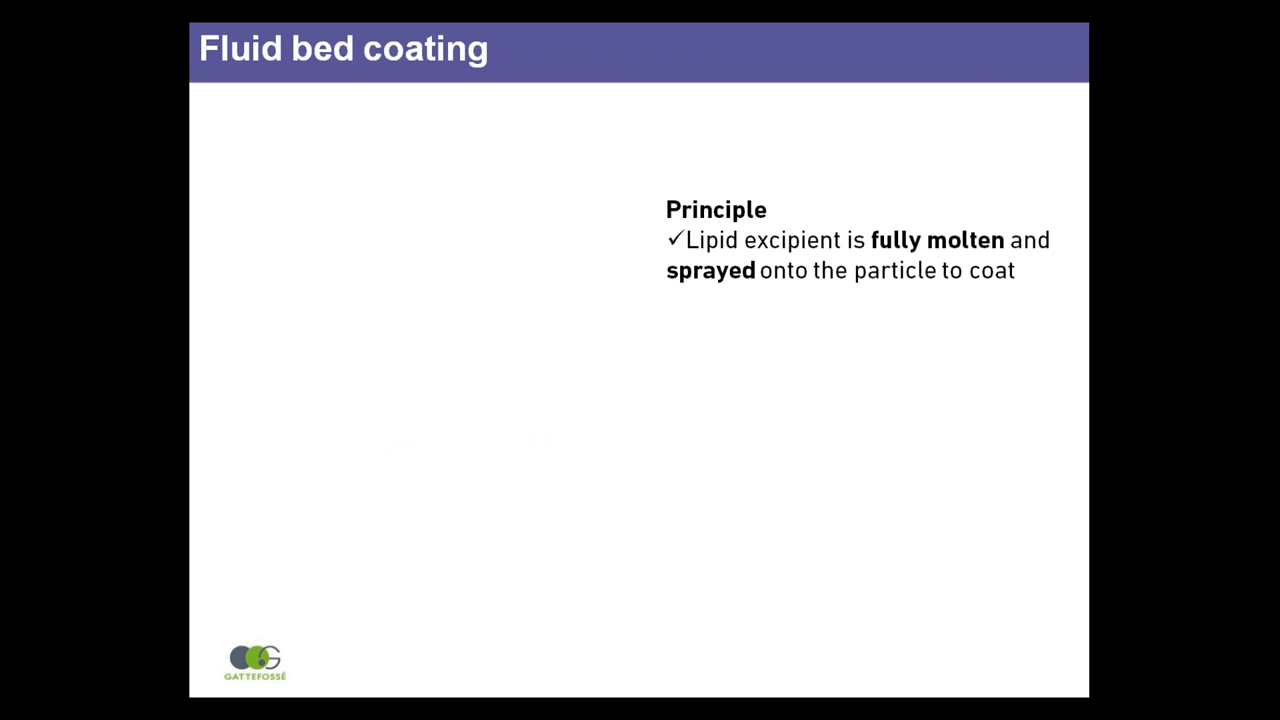 Fluid bed coating
Principle
✓Lipid excipient is fully molten and
sprayed onto the particle to coat
GATTEFOSSÉ